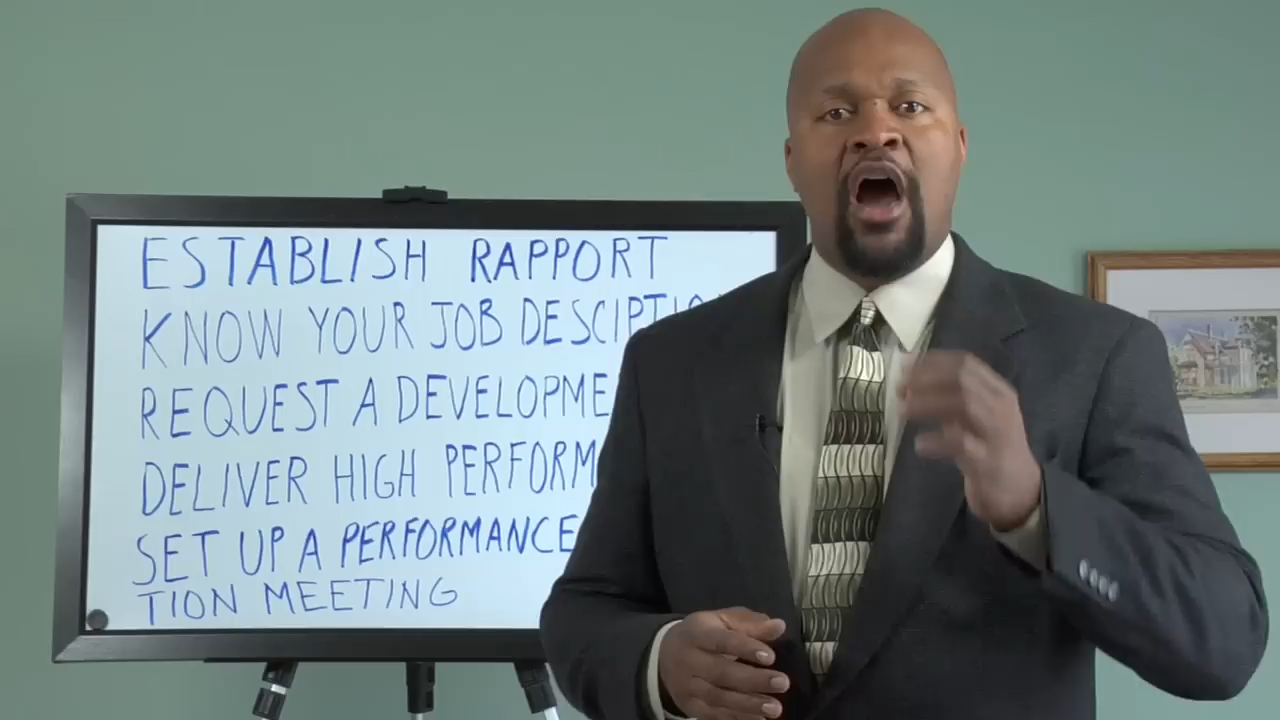 ESTABLISH RAPPORT
KNOW YOUR JOB DESCIPTIO
REQUEST A DEVELOPME
DELIVER HIGH PERFORM
SET UP A PERFORMANCE
TION MEETING